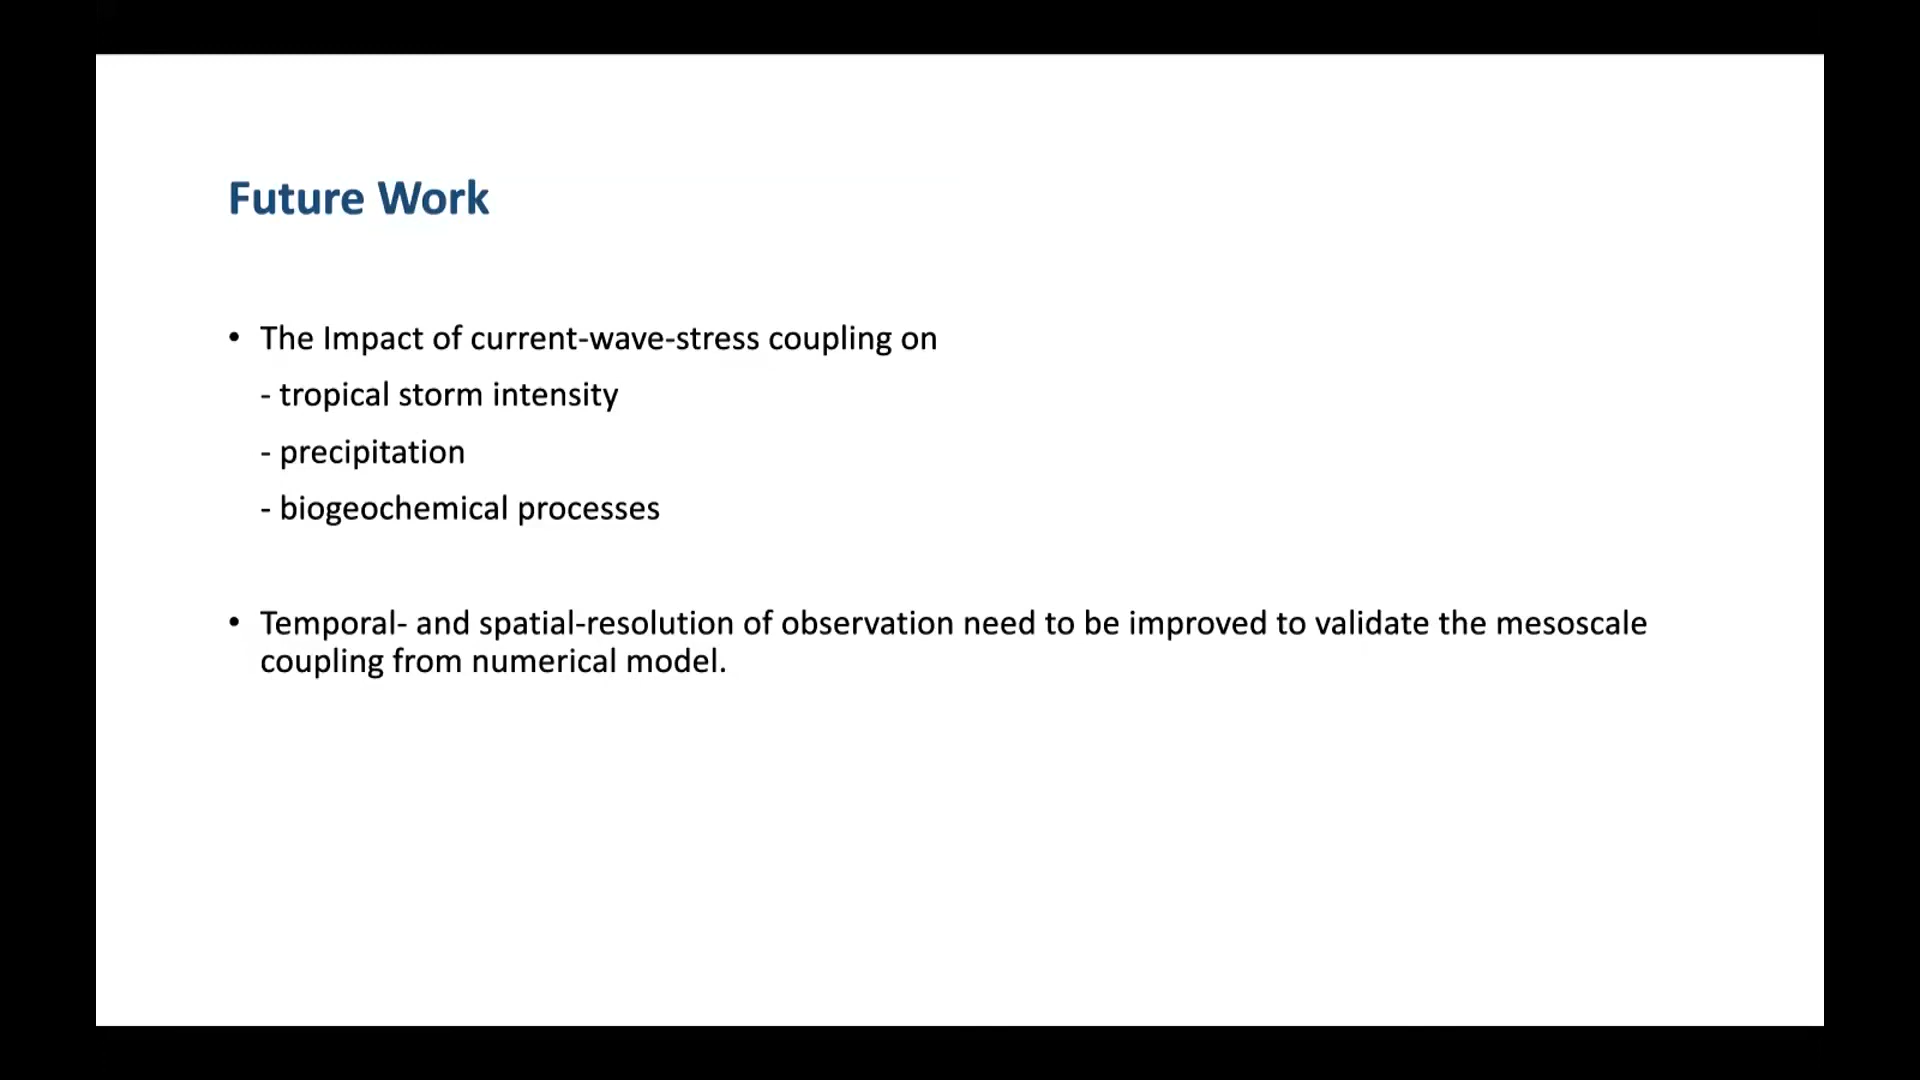 Future Work
• The Impact of current-wave-stress coupling on
- tropical storm intensity
- precipitation
- biogeochemical processes
• Temporal- and spatial-resolution of observation need to be improved to validate the mesoscale
coupling from numerical model.